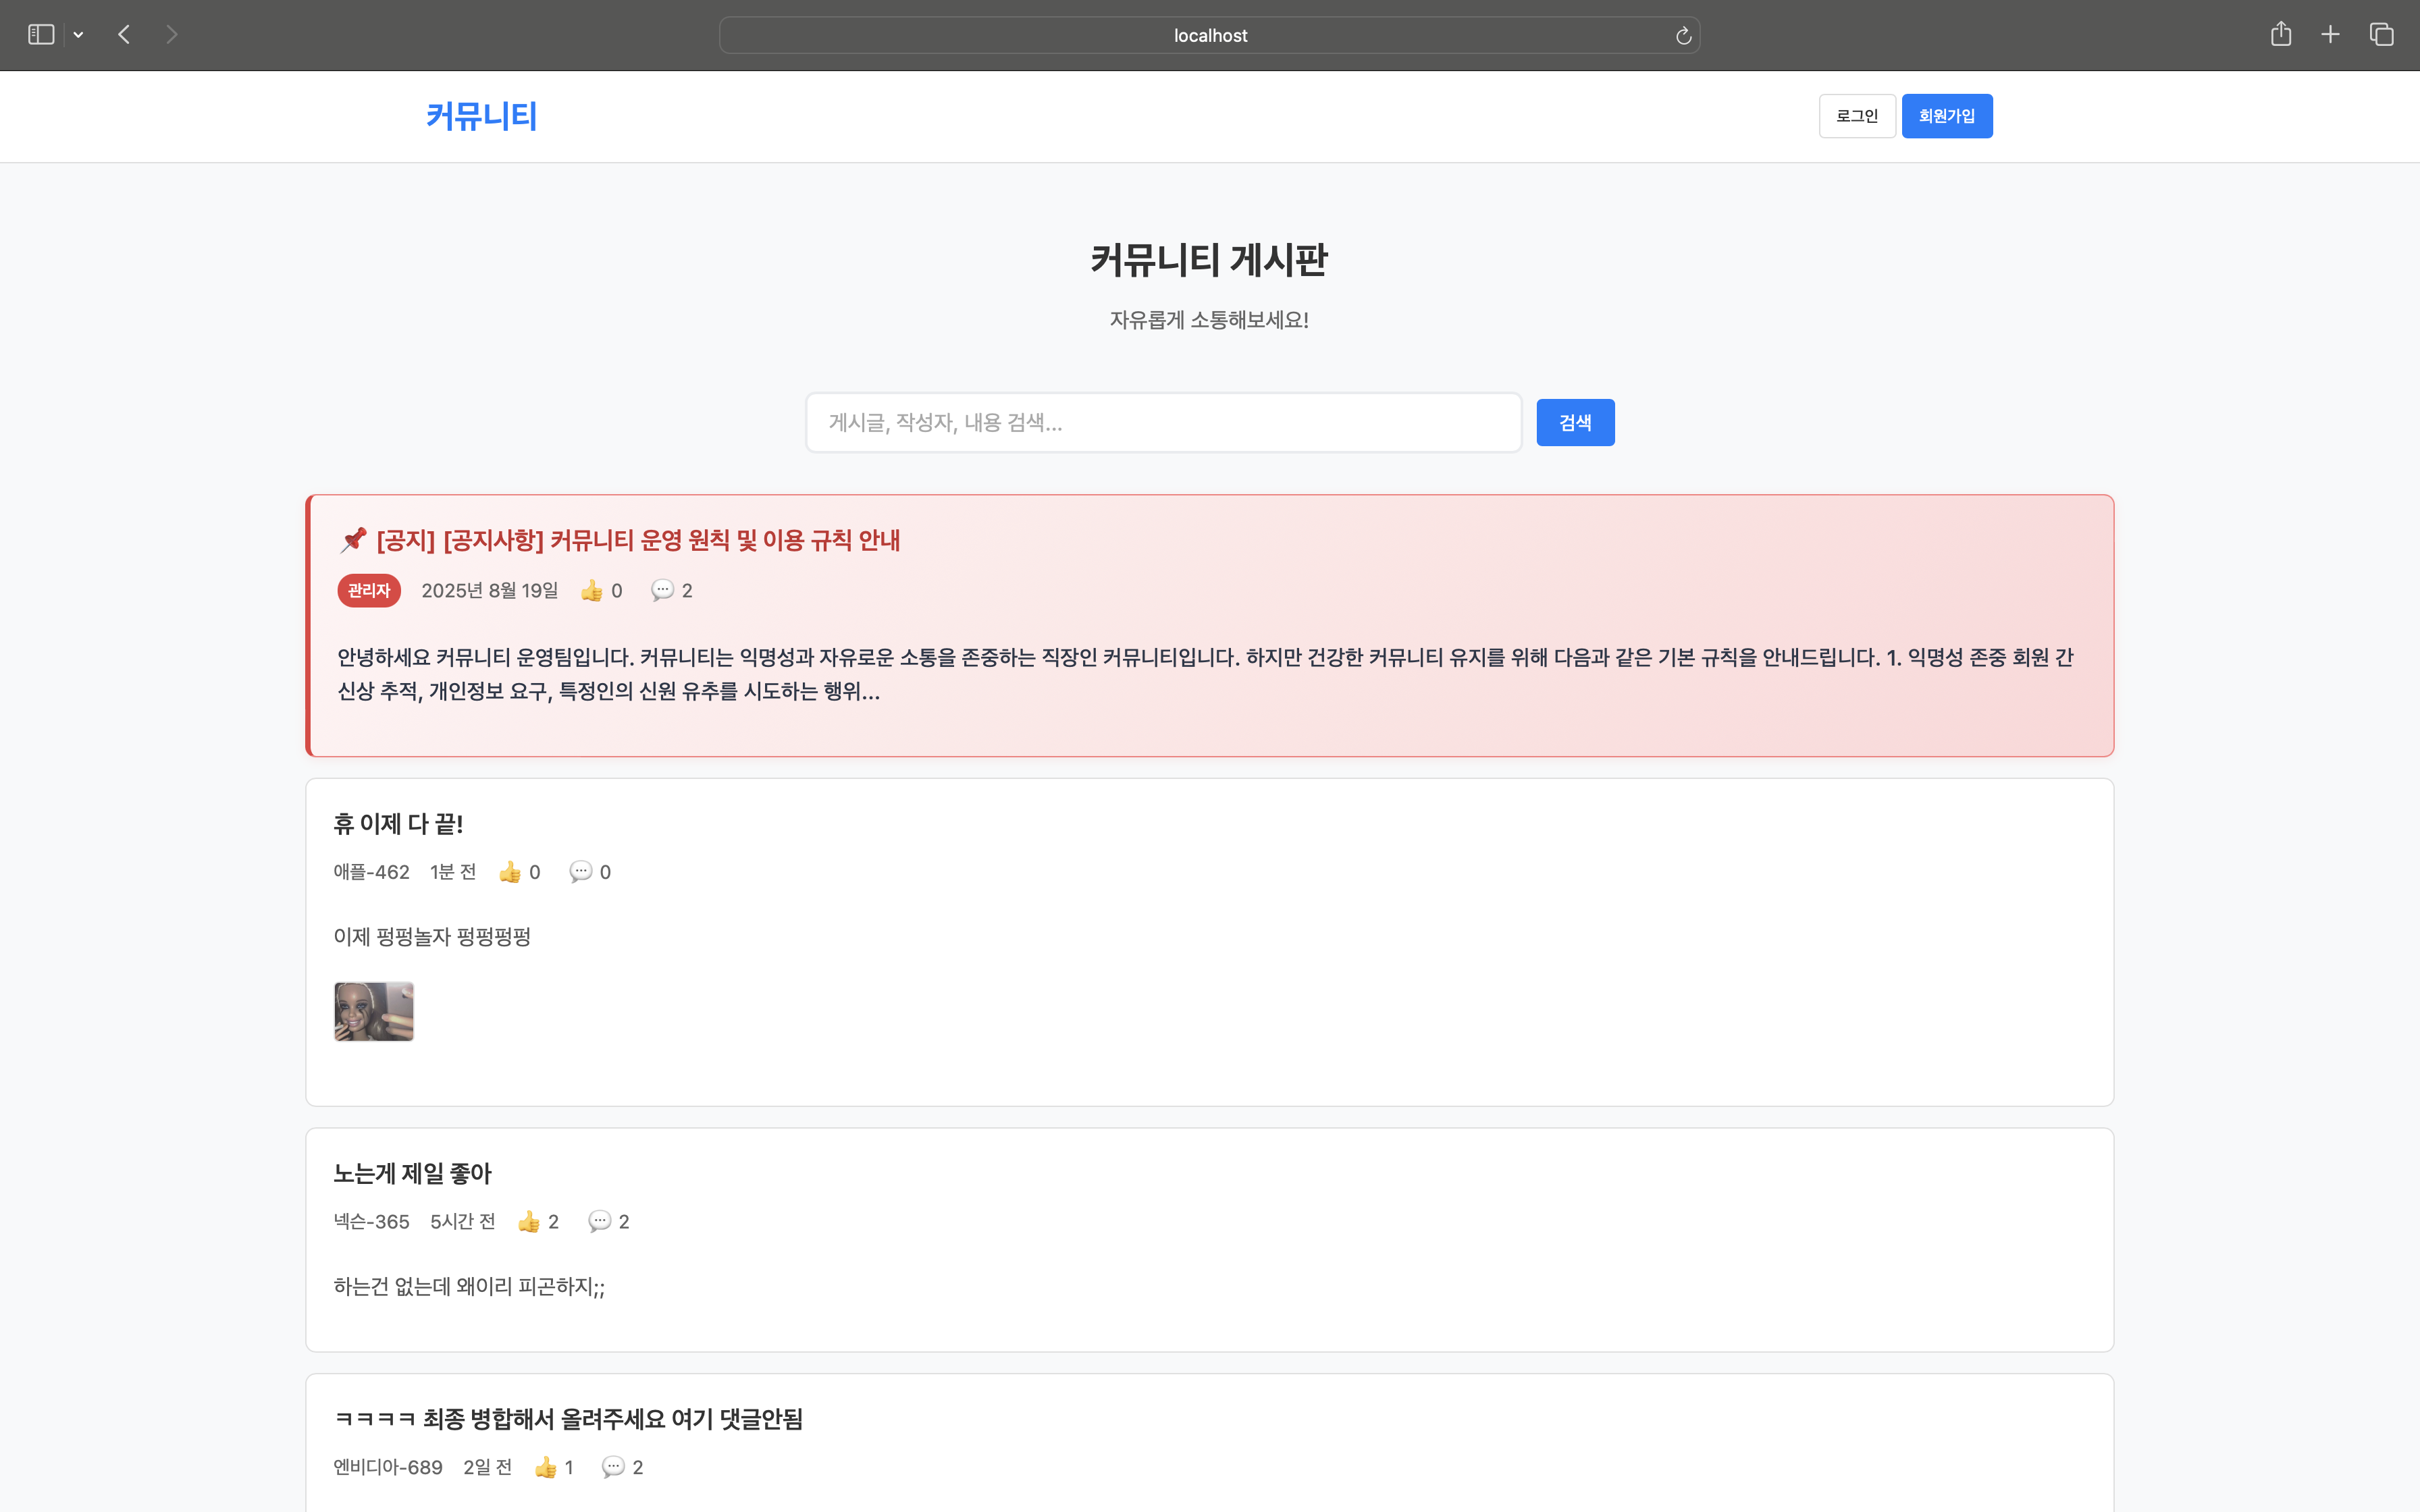 localhost
커뮤니티
로그인 회원가입
커뮤니티 게시판
자유롭게 소통해보세요!
게시글, 작성자, 내용 검색...
검색
[공지] [공지사항] 커뮤니티 운영 원칙 및 이용 규칙 안내
관리자 2025년 8월 19일 👍 0 💬 2
안녕하세요 커뮤니티 운영팀입니다. 커뮤니티는 익명성과 자유로운 소통을 존중하는 직장인 커뮤니티입니다. 하지만 건강한 커뮤니티 유지를 위해 다음과 같은 기본 규칙을 안내드립니다. 1. 익명성 존중 회원 간
신상 추적, 개인정보 요구, 특정인의 신원 유추를 시도하는 행위...
휴 이제 다 끝!
애플-462 1분 전 👍 0 💬 0
이제 펑펑놀자 펑펑펑펑
노는게 제일 좋아
넥슨-365 5시간 전 👍 2 💬 2
하는건 없는데 왜이리 피곤하지;;
ㅋㅋㅋㅋ 최종 병합해서 올려주세요 여기 댓글안됨
엔비디아-689 2일 전 👍 1 💬 2